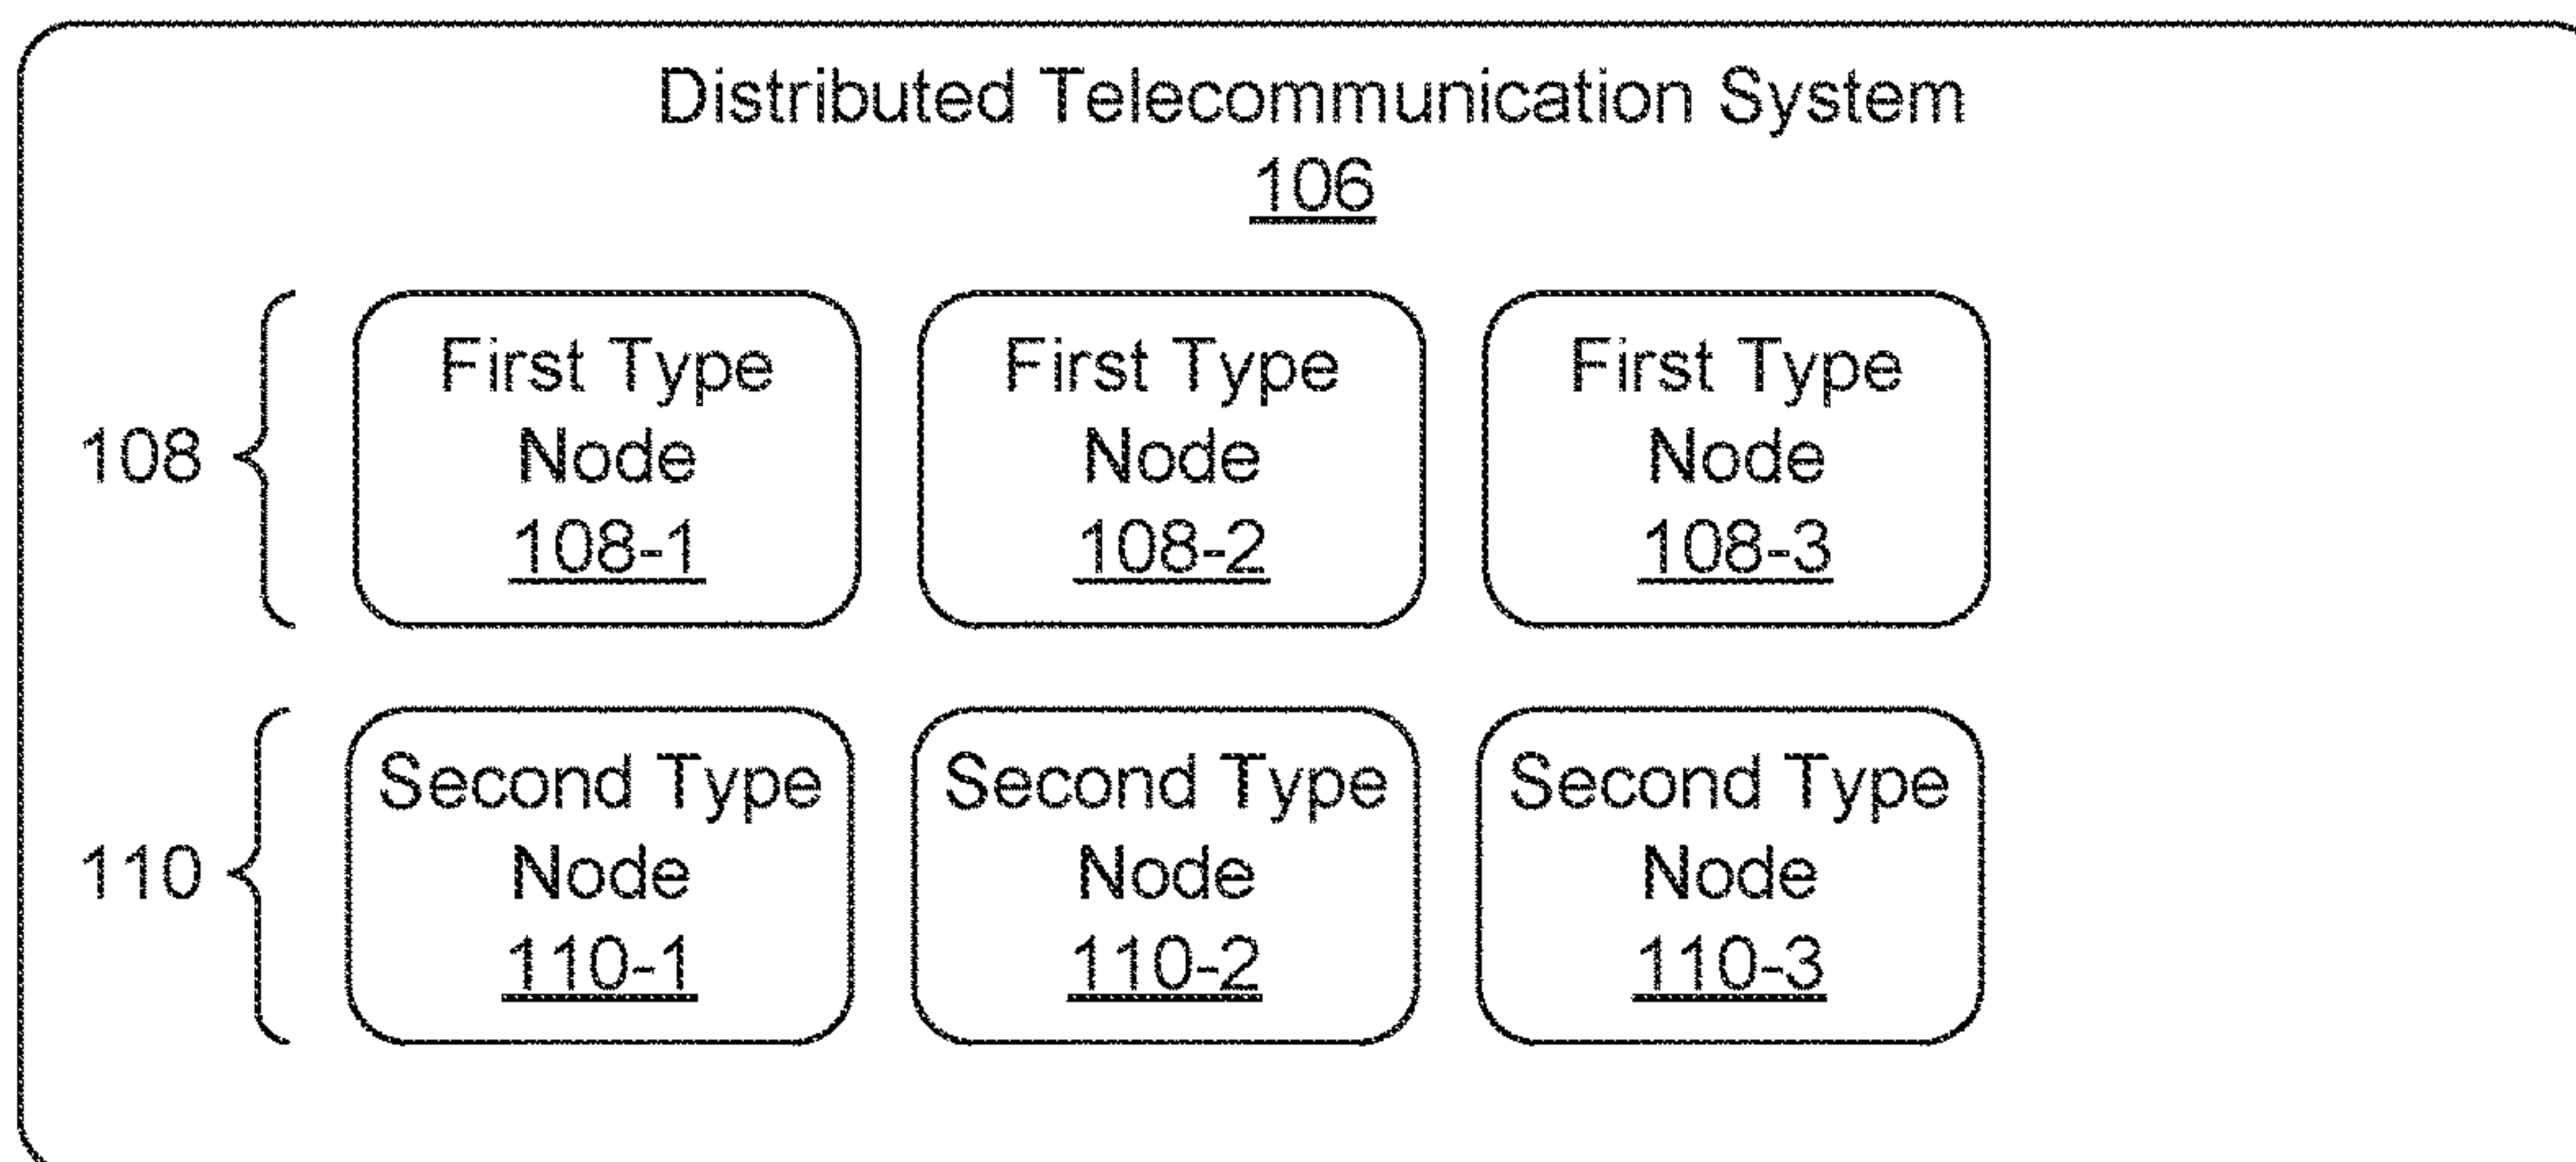 Distributed Telecommunication System
106
108
First Type
Node
108-1
First Type
Node
108-2
First Type
Node
108-3
110
Second Type
Node
110-1
Second Type
Node
110-2
Second Type
Node
110-3